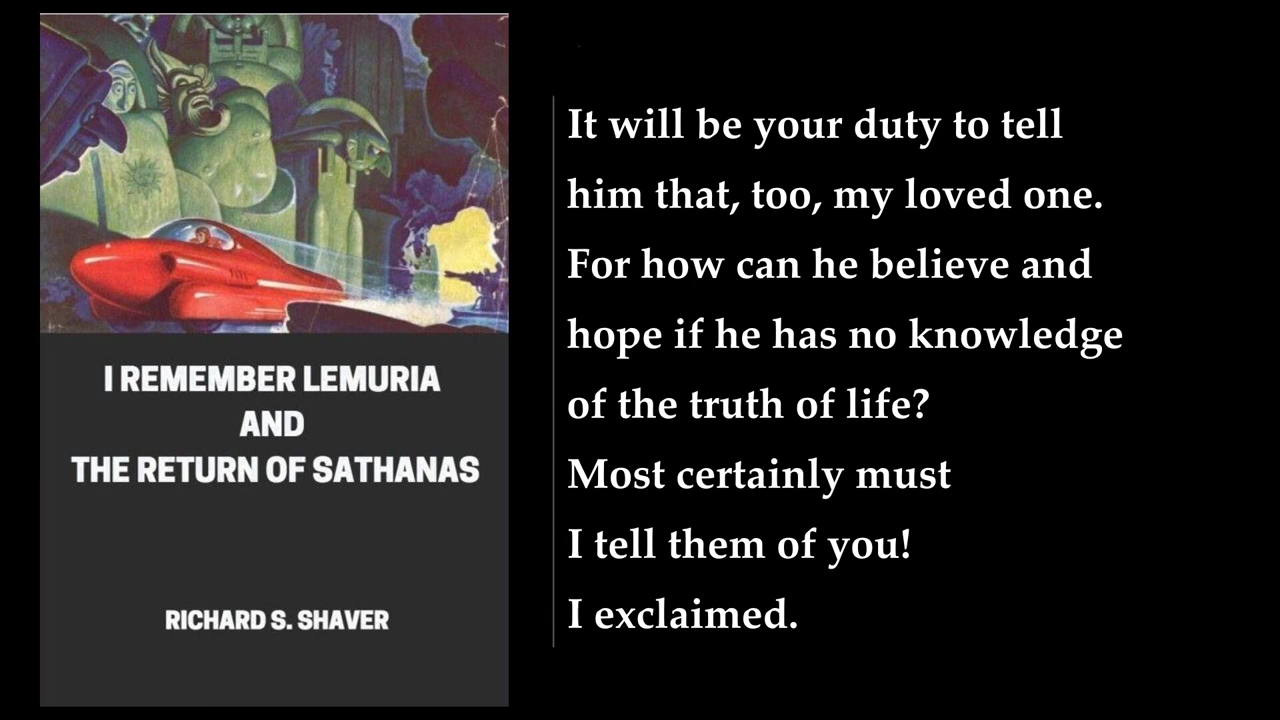 I REMEMBER LEMURIA
AND
THE RETURN OF SATHANAS
RICHARD S. SHAVER
It will be your duty to tell
him that, too, my loved one.
For how can he believe and
hope if he has no knowledge
of the truth of life?
Most certainly must
I tell them of you!
I exclaimed.